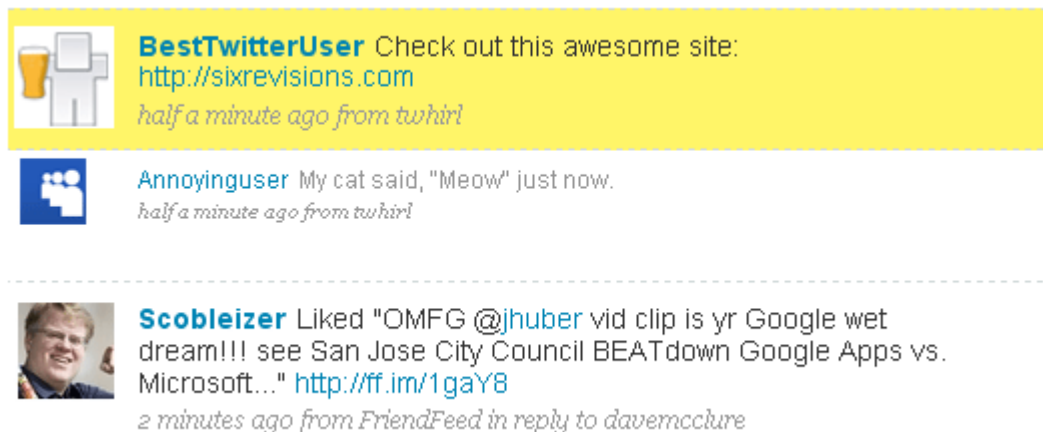 BestTwitterUser Check out this awesome site:
http://sixrevisions.com
half a minute ago from twhirl
Annoyinguser My cat said, "Meow" just now.
half a minute ago from twhirl
Scobleizer Liked "OMFG @jhuber vid clip is yr Google wet
dream!!! see San Jose City Council BEATdown Google Apps vs.
Microsoft..." http://ff.im/1gaY8
2 minutes ago from FriendFeed in reply to davemcclure